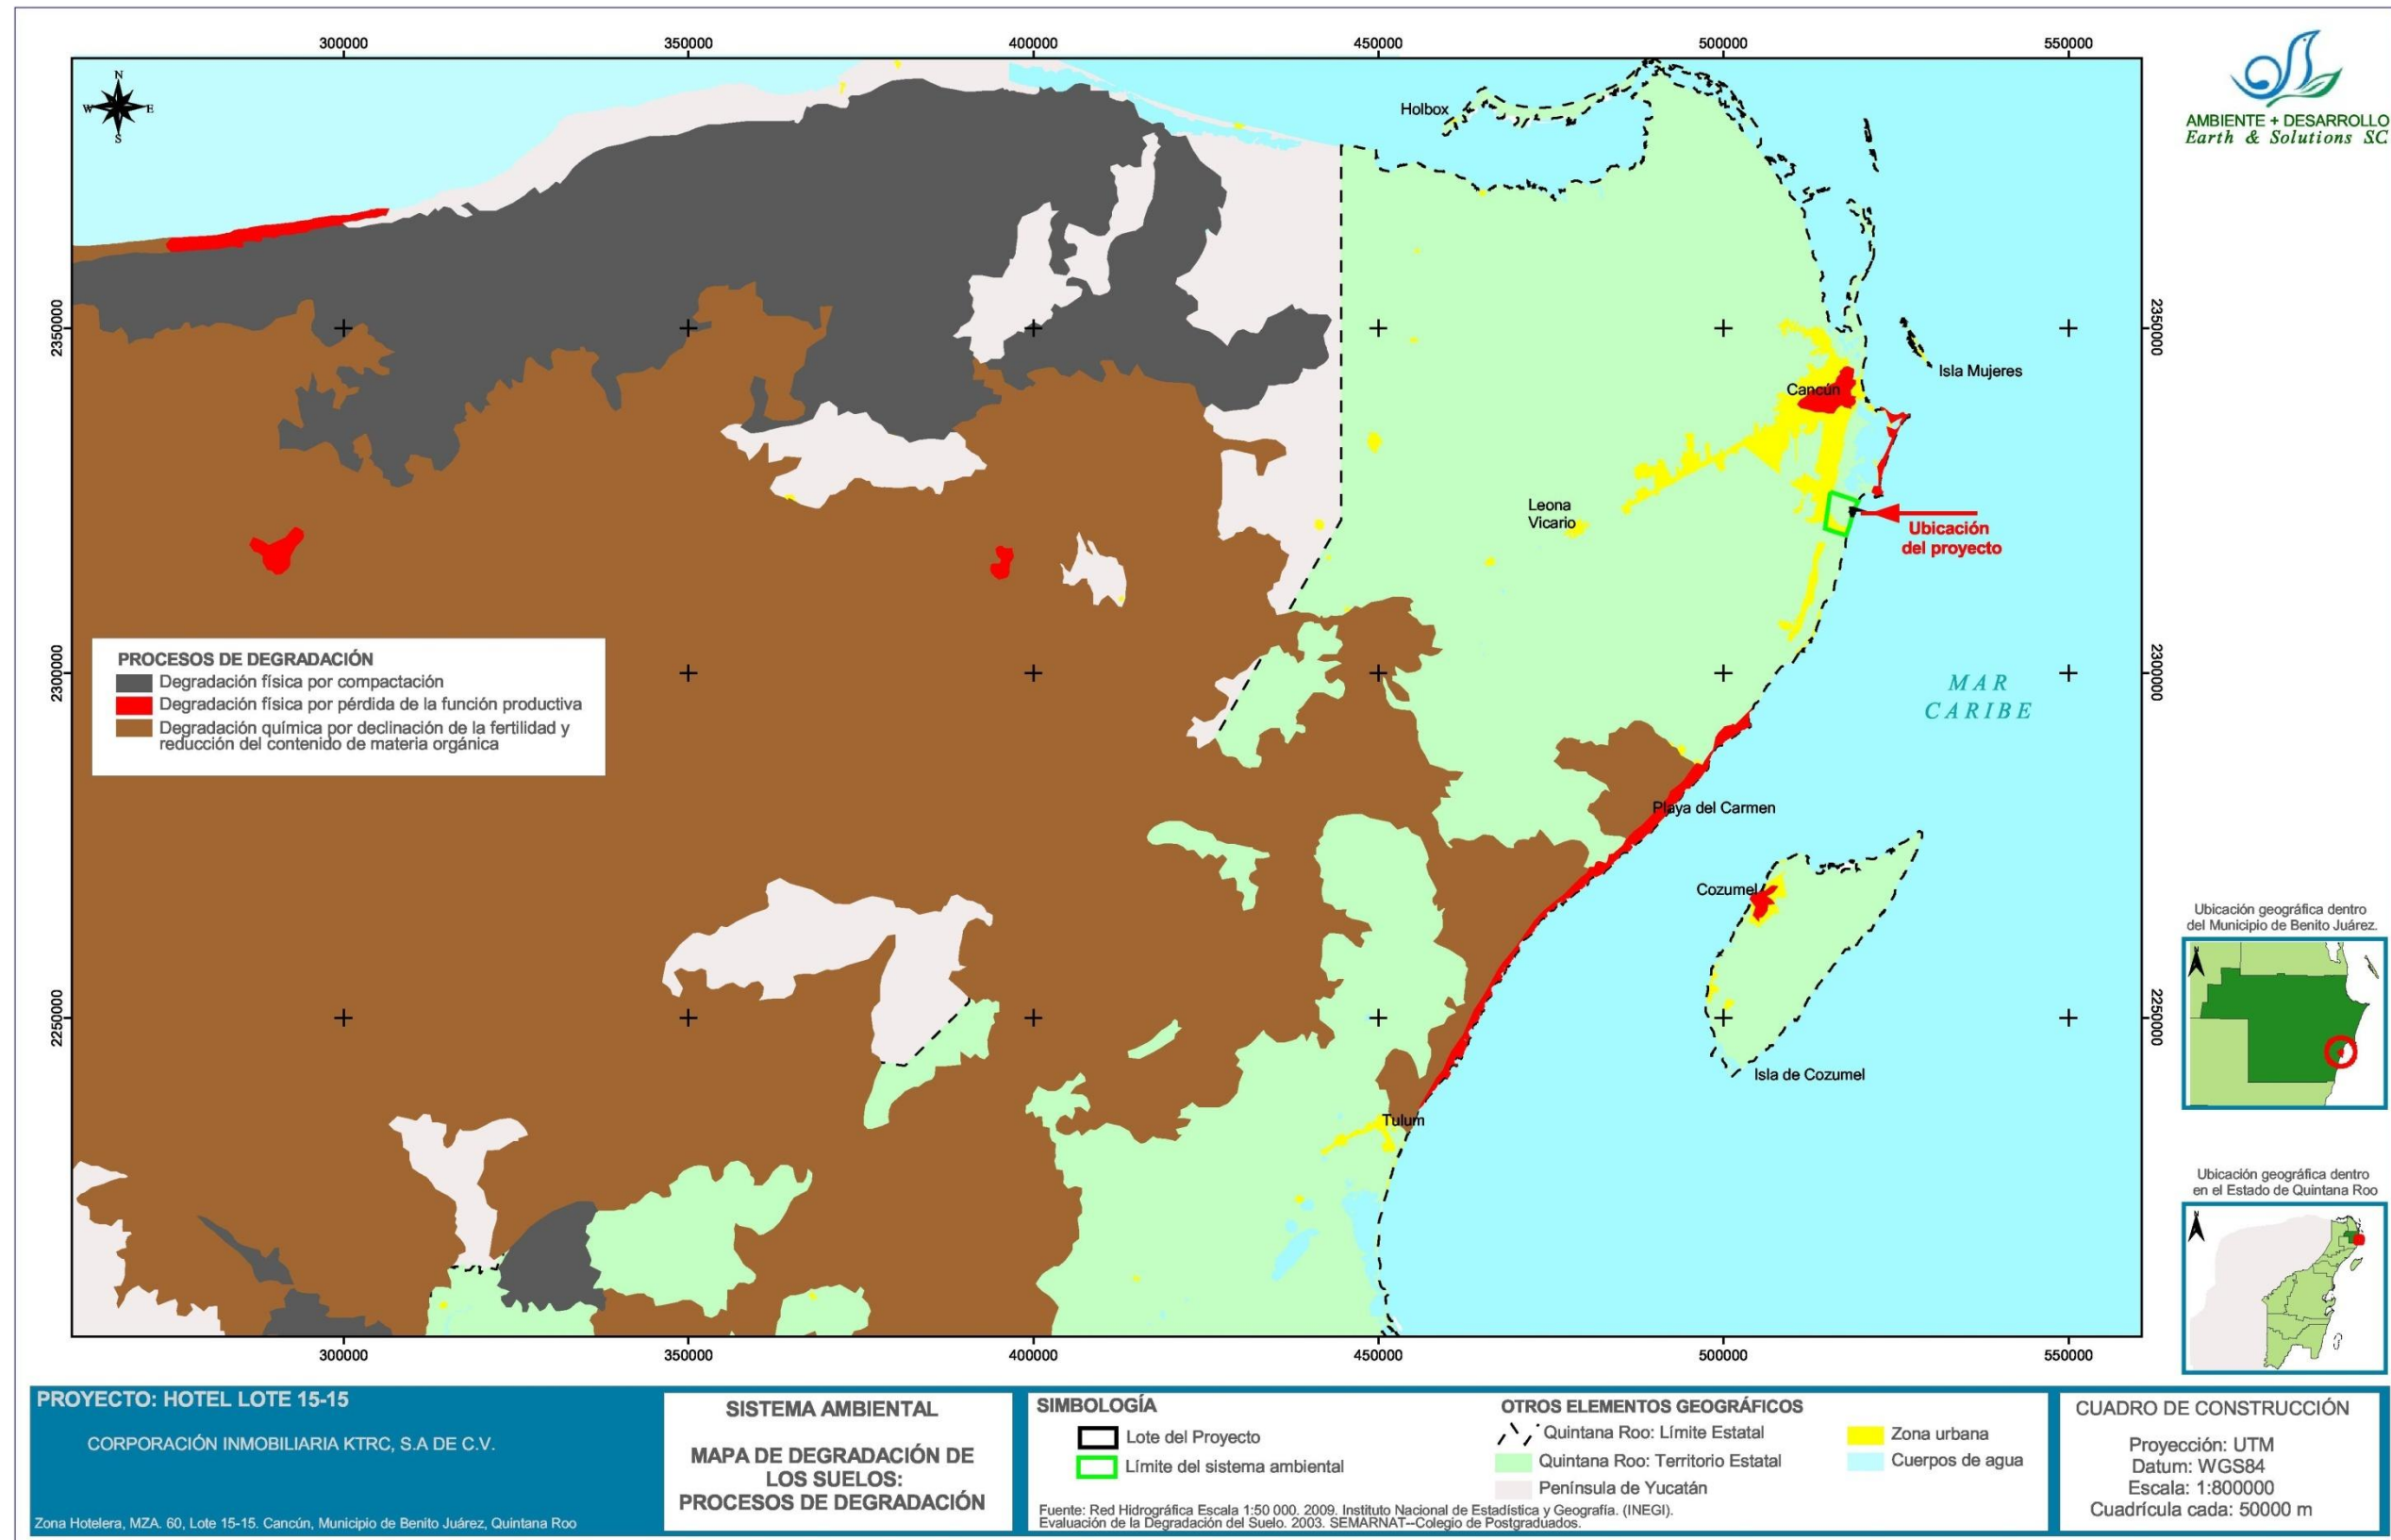 300000 350000 400000 450000 500000 550000
N
W E
S
AMBIENTE + DESARROLLO
Earth & Solutions SC
Holbox
2350000 2350000
Isla Mujeres
Cancún
Leona
Vicario
Ubicación
del proyecto
PROCESOS DE DEGRADACIÓN
Degradación física por compactación
Degradación física por pérdida de la función productiva
Degradación química por declinación de la fertilidad y
reducción del contenido de materia orgánica
2300000 2300000
MAR
CARIBE
Playa del Carmen
Cozumel
Ubicación geográfica dentro
del Municipio de Benito Juárez.
N
2250000 2250000
Isla de Cozumel
Tulum
Ubicación geográfica dentro
en el Estado de Quintana Roo
N
300000 350000 400000 450000 500000 550000
PROYECTO: HOTEL LOTE 15-15
CORPORACIÓN INMOBILIARIA KTRC, S.A DE C.V.
Zona Hotelera, MZA. 60, Lote 15-15. Cancún, Municipio de Benito Juárez, Quintana Roo
SISTEMA AMBIENTAL
MAPA DE DEGRADACIÓN DE
LOS SUELOS:
PROCESOS DE DEGRADACIÓN
SIMBOLOGÍA
Lote del Proyecto
Límite del sistema ambiental
OTROS ELEMENTOS GEOGRÁFICOS
Quintana Roo: Límite Estatal
Quintana Roo: Territorio Estatal
Península de Yucatán
Zona urbana
Cuerpos de agua
Fuente: Red Hidrográfica Escala 1:50 000. 2009. Instituto Nacional de Estadística y Geografía. (INEGI).
Evaluación de la Degradación del Suelo. 2003. SEMARNAT--Colegio de Postgraduados.
CUADRO DE CONSTRUCCIÓN
Proyección: UTM
Datum: WGS84
Escala: 1:800000
Cuadrícula cada: 50000 m